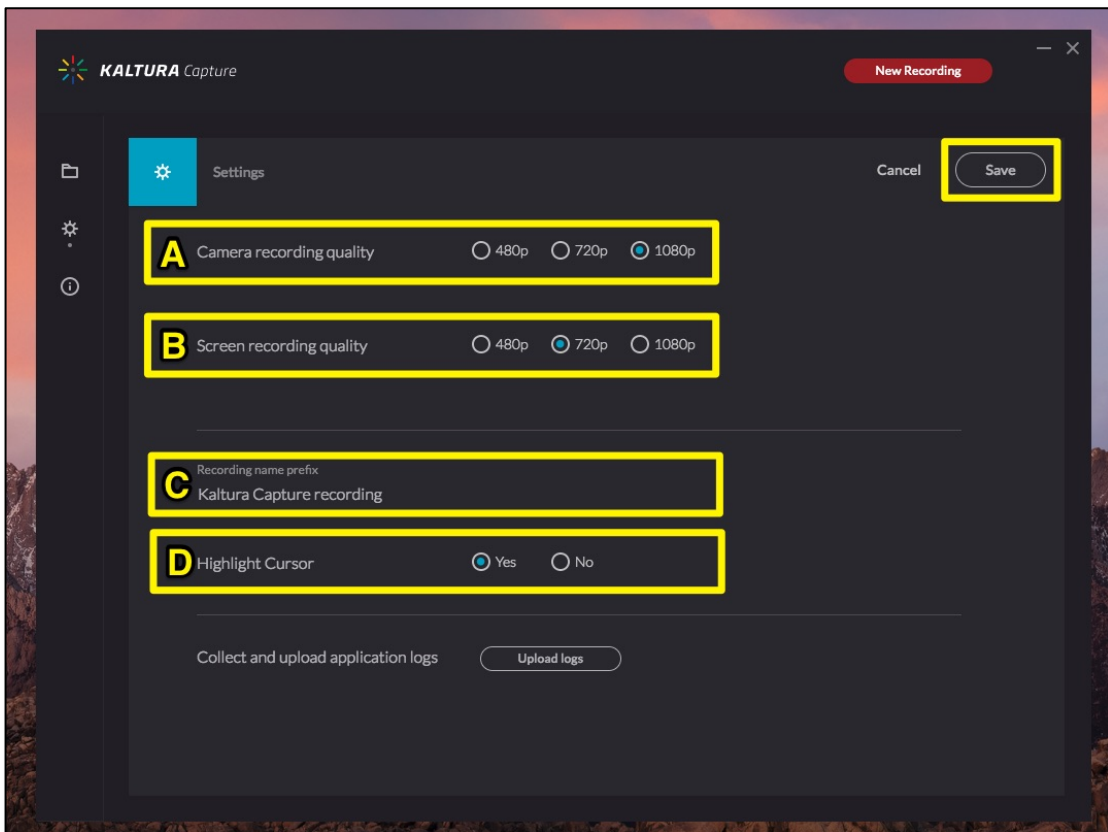 KALTURA Capture
New Recording
Settings
Cancel
Save
A Camera recording quality 480p 720p 1080p
B Screen recording quality 480p 720p 1080p
Recording name prefix
C Kaltura Capture recording
D Highlight Cursor Yes No
Collect and upload application logs Upload logs